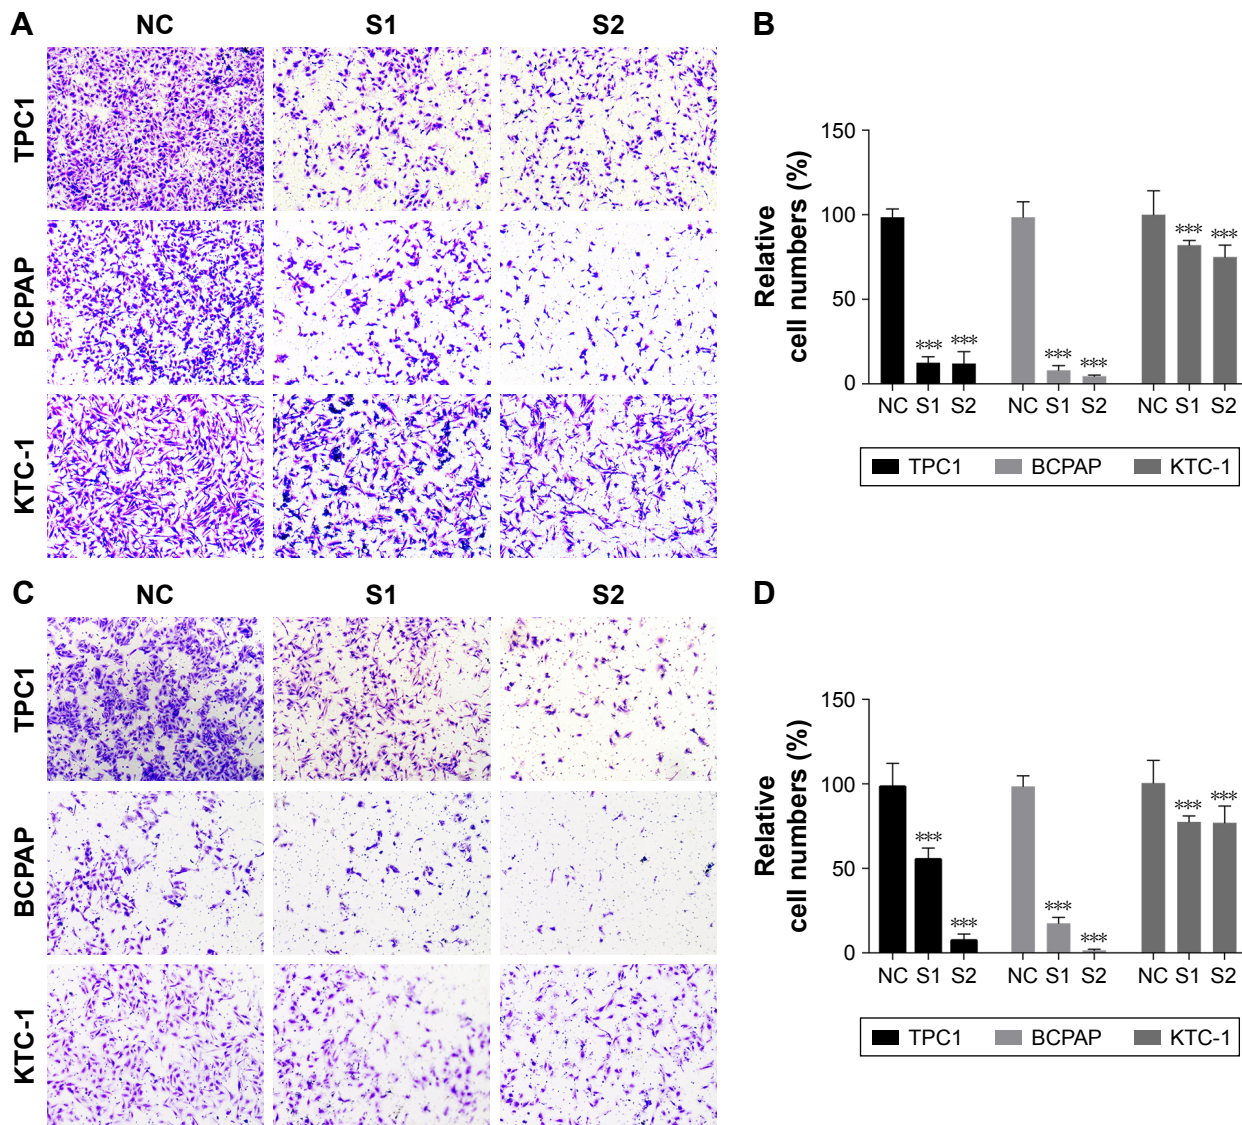 A
NC S1 S2
TPC1
BCPAP
KTC-1
B
Relative
cell numbers (%)
150
100
50
0
*** *** *** *** *** ***
NC S1 S2 NC S1 S2 NC S1 S2
TPC1 BCPAP KTC-1
C
NC S1 S2
TPC1
BCPAP
KTC-1
D
Relative
cell numbers (%)
150
100
50
0
*** *** *** *** *** ***
NC S1 S2 NC S1 S2 NC S1 S2
TPC1 BCPAP KTC-1